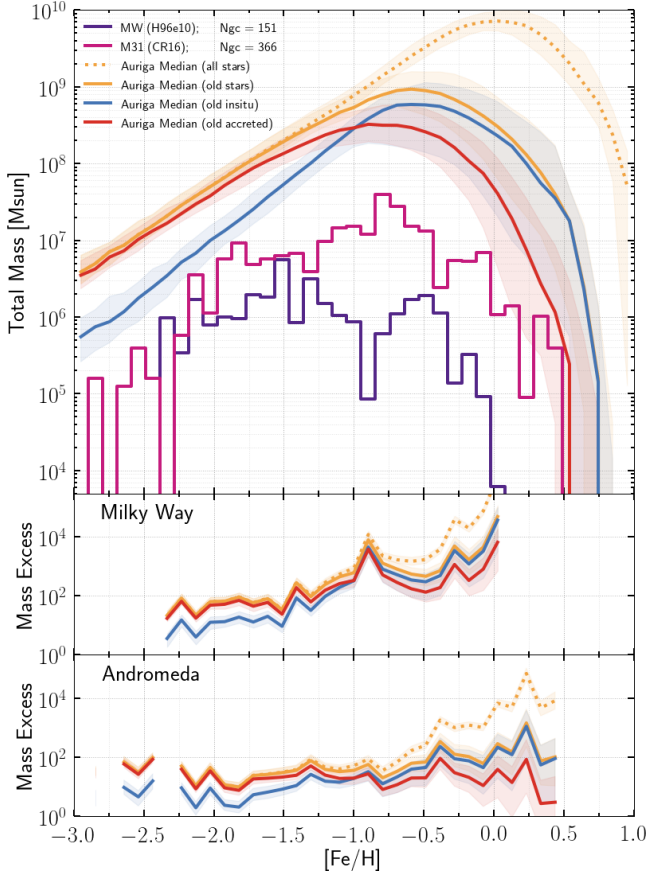 10^10
MW (H96e10); Ngc = 151
M31 (CR16); Ngc = 366
Auriga Median (all stars)
Auriga Median (old stars)
Auriga Median (old insitu)
Auriga Median (old accreted)
10^9
10^8
10^7
10^6
10^5
10^4
Total Mass [Msun]
Milky Way
10^4
10^2
10^0
Mass Excess
Andromeda
10^4
10^2
10^0
Mass Excess
−3.0 −2.5 −2.0 −1.5 −1.0 −0.5 0.0 0.5 1.0
[Fe/H]